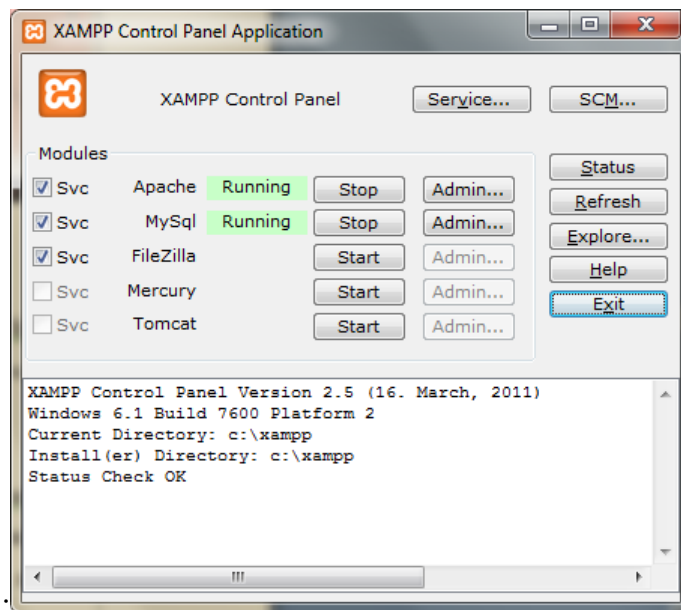 XAMPP Control Panel Application
XAMPP Control Panel Service... SCM...
Modules
Svc Apache Running Stop Admin...
Svc MySql Running Stop Admin...
Svc FileZilla Start Admin...
Svc Mercury Start Admin...
Svc Tomcat Start Admin...
Status
Refresh
Explore...
Help
Exit
XAMPP Control Panel Version 2.5 (16. March, 2011)
Windows 6.1 Build 7600 Platform 2
Current Directory: c:\xampp
Install(er) Directory: c:\xampp
Status Check OK
.